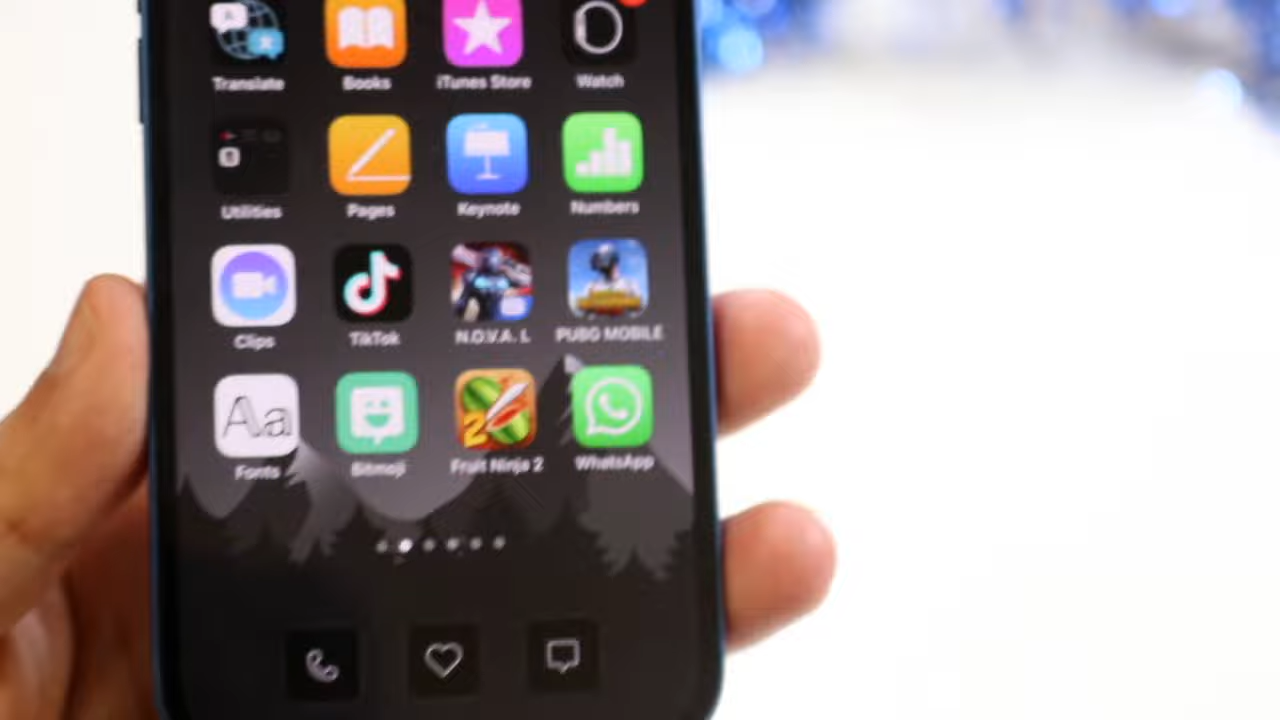 Translate Books iTunes Store Watch
Utilities Pages Keynote Numbers
Clips TikTok N.O.V.A. L PUBG MOBILE
Aa 2
Fonts Bitmoji Fruit Ninja 2 WhatsApp